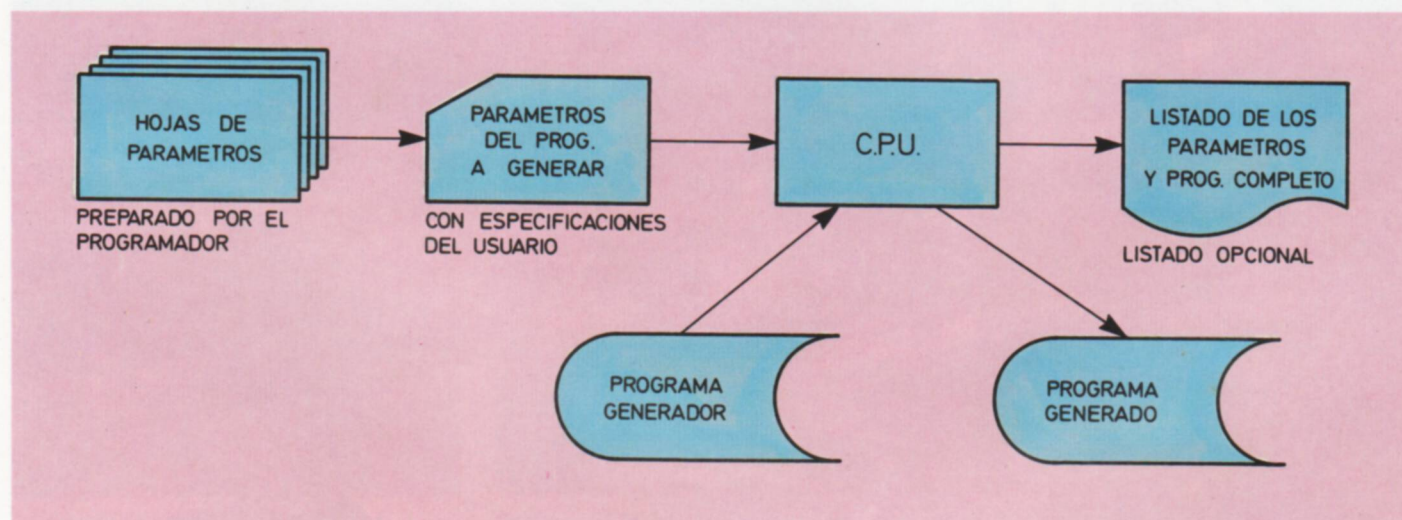 HOJAS DE
PARAMETROS
PREPARADO POR EL
PROGRAMADOR
PARAMETROS
DEL PROG.
A GENERAR
CON ESPECIFICACIONES
DEL USUARIO
C.P.U.
LISTADO DE LOS
PARAMETROS
Y PROG. COMPLETO
LISTADO OPCIONAL
PROGRAMA
GENERADOR
PROGRAMA
GENERADO